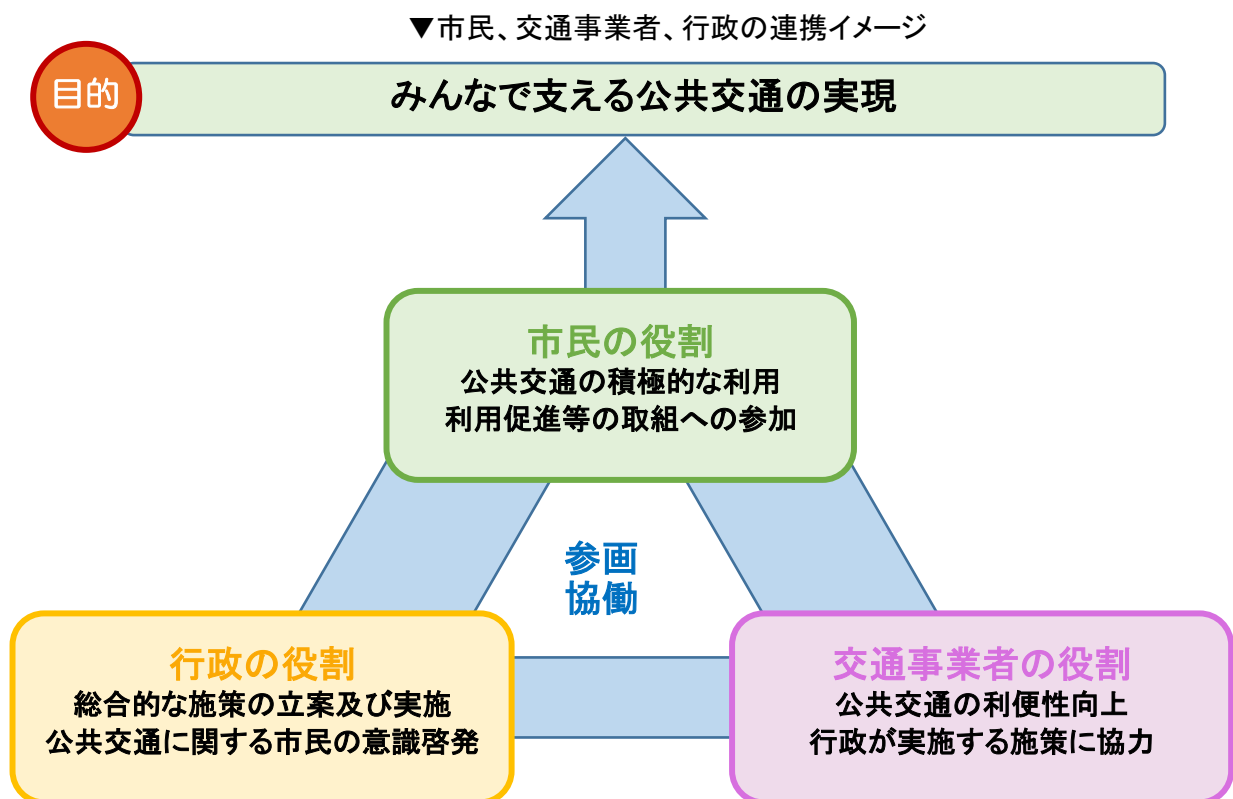 ▼市民、交通事業者、行政の連携イメージ
目的
みんなで支える公共交通の実現
市民の役割
公共交通の積極的な利用
利用促進等の取組への参加
参画
協働
行政の役割
総合的な施策の立案及び実施
公共交通に関する市民の意識啓発
交通事業者の役割
公共交通の利便性向上
行政が実施する施策に協力